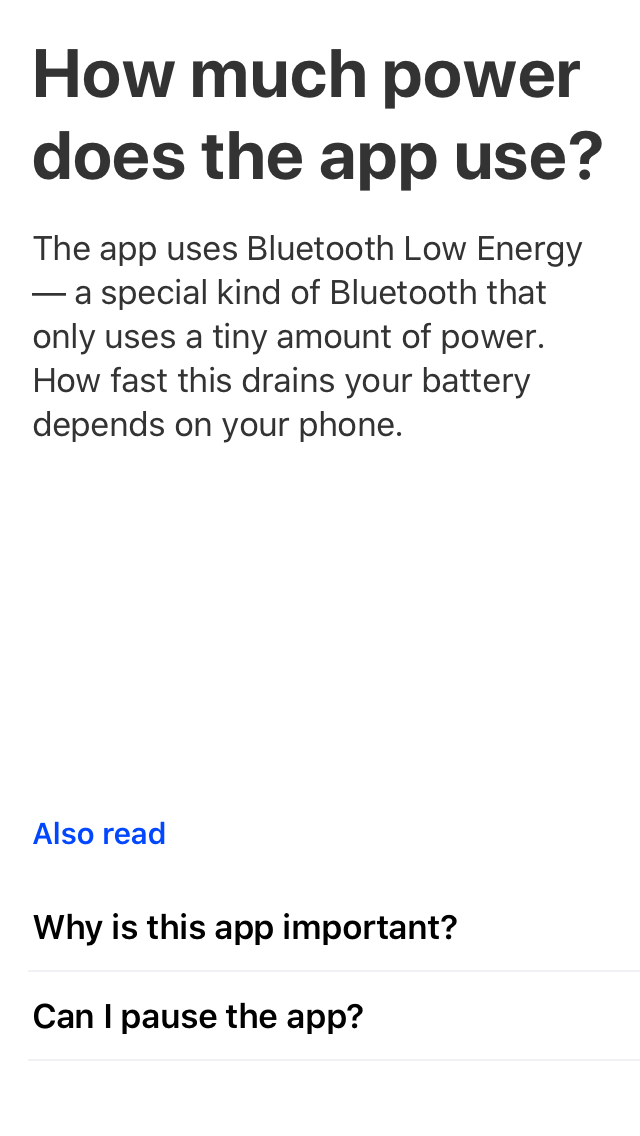 How much power
does the app use?
The app uses Bluetooth Low Energy
— a special kind of Bluetooth that
only uses a tiny amount of power.
How fast this drains your battery
depends on your phone.
Also read
Why is this app important?
Can I pause the app?